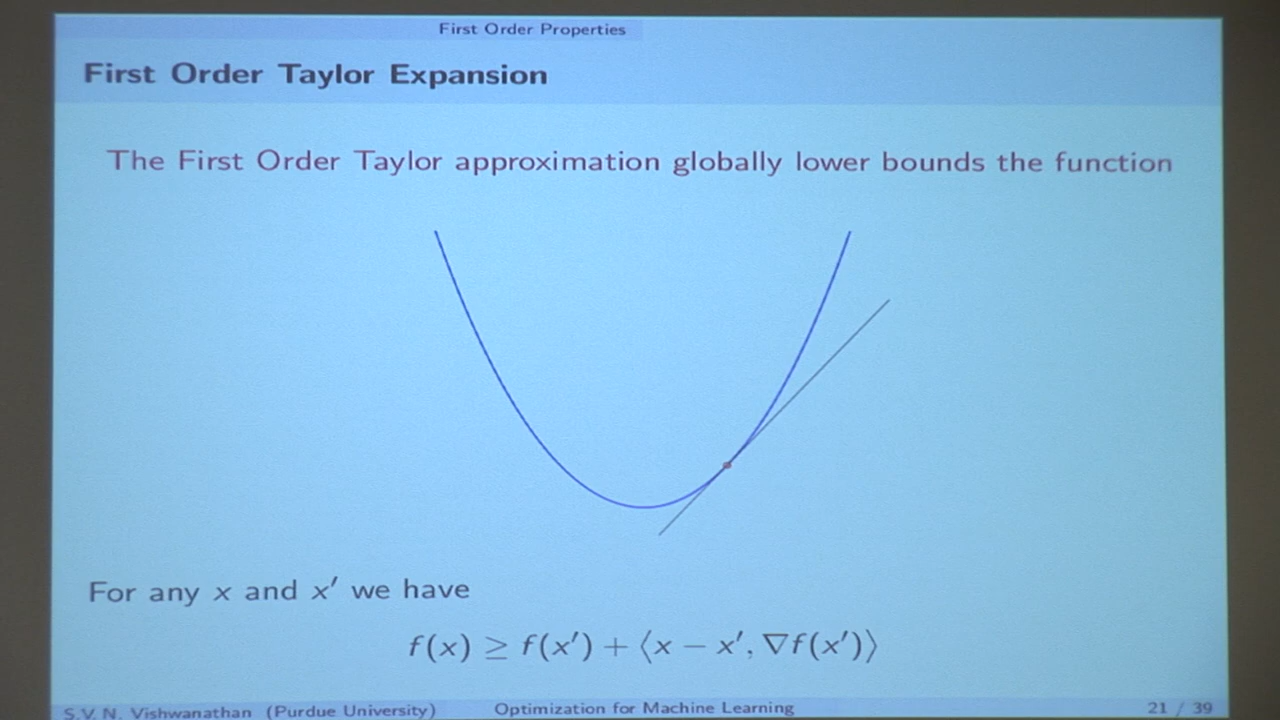 First Order Properties
First Order Taylor Expansion
The First Order Taylor approximation globally lower bounds the function
For any x and x′ we have
f(x) ≥ f(x′) + ⟨x − x′, ∇f(x′)⟩
S.V. N. Vishwanathan (Purdue University) Optimization for Machine Learning 21 / 39